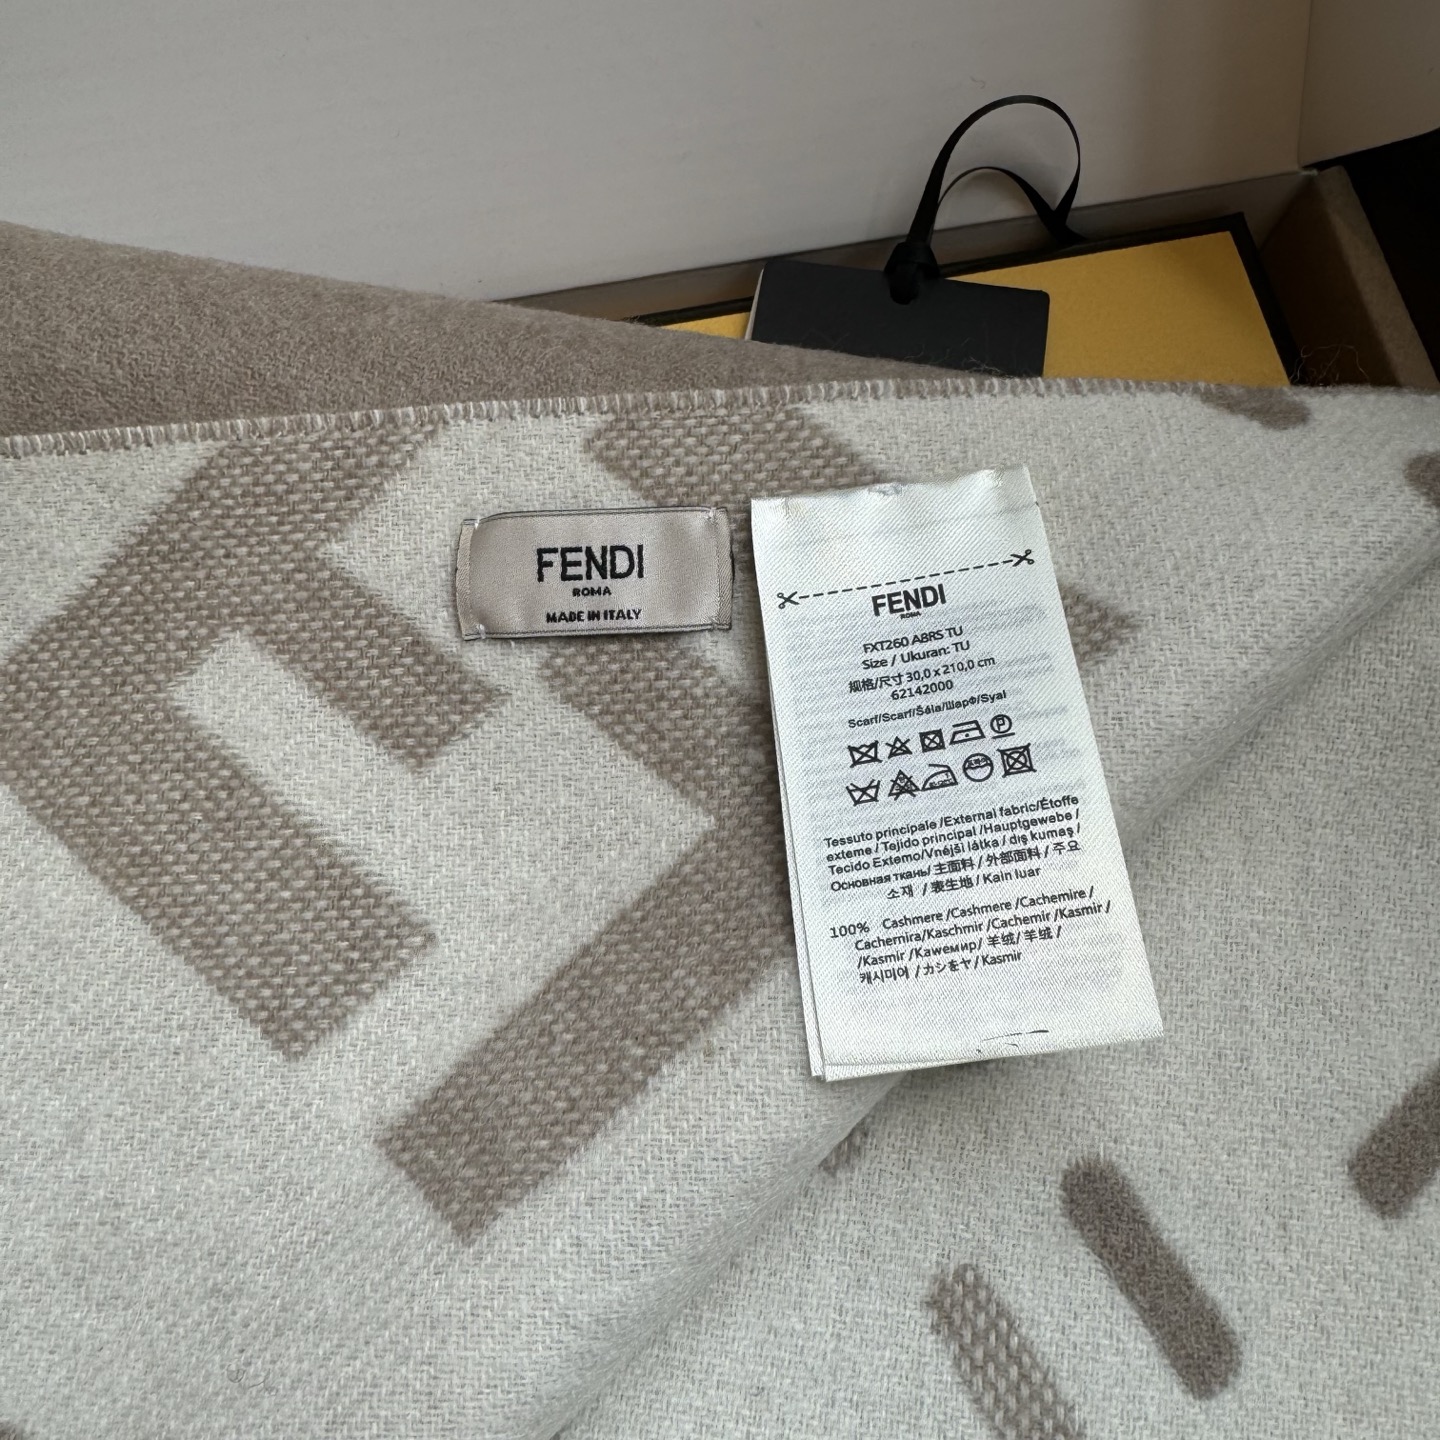 FENDI
ROMA
MADE IN ITALY
FENDI
ROMA
FXT260 A8RS TU
Size / Ukuran: TU
规格/尺寸 30,0 x 210,0 cm
62142000
Scarf/Scarf/Šála/Шарф/Syal
P
Tessuto principale /External fabric/Étoffe
externe / Tejido principal /Hauptgewebe /
Tecido Externo/Vnější látka / dış kumaş /
Основная ткань/ 主面料 / 外部面料 / 주요
소재 / 表生地 / Kain luar
100% Cashmere /Cashmere /Cachemire /
Cachemira/Kaschmir /Cachemir /Kasmir /
/Kasmir /Кашемир/ 羊绒/ 羊绒 /
캐시미어 / カシミヤ / Kasmir